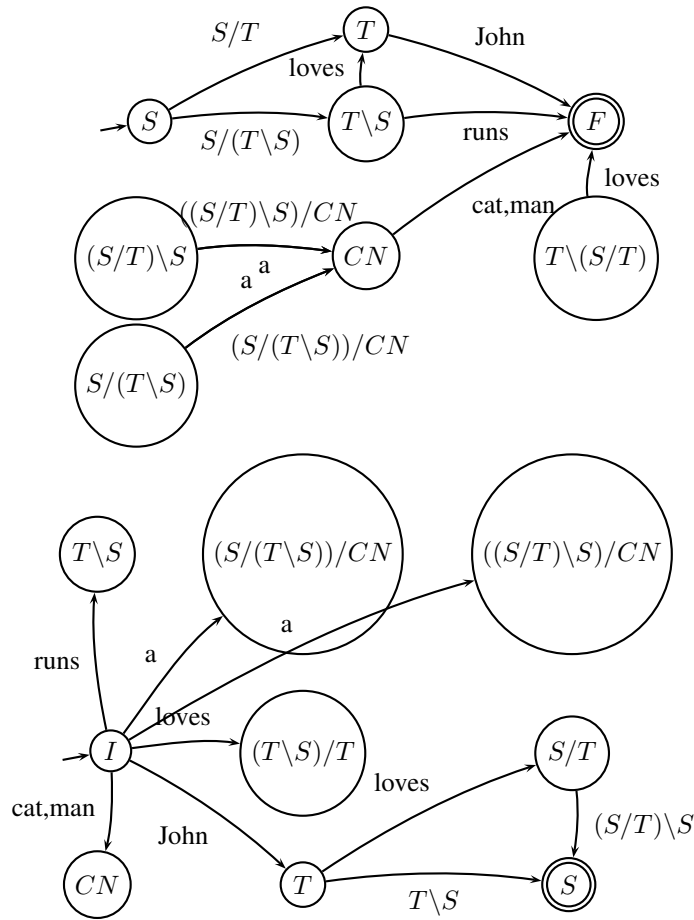 S/T
T
John
loves
S
T\S
F
S/(T\S)
runs
((S/T)\S)/CN
cat,man
loves
(S/T)\S
CN
T\(S/T)
a
a
(S/(T\S))/CN
S/(T\S)
T\S
(S/(T\S))/CN
((S/T)\S)/CN
a
runs
a
loves
I
(T\S)/T
S/T
loves
cat,man
John
(S/T)\S
CN
T
S
T\S